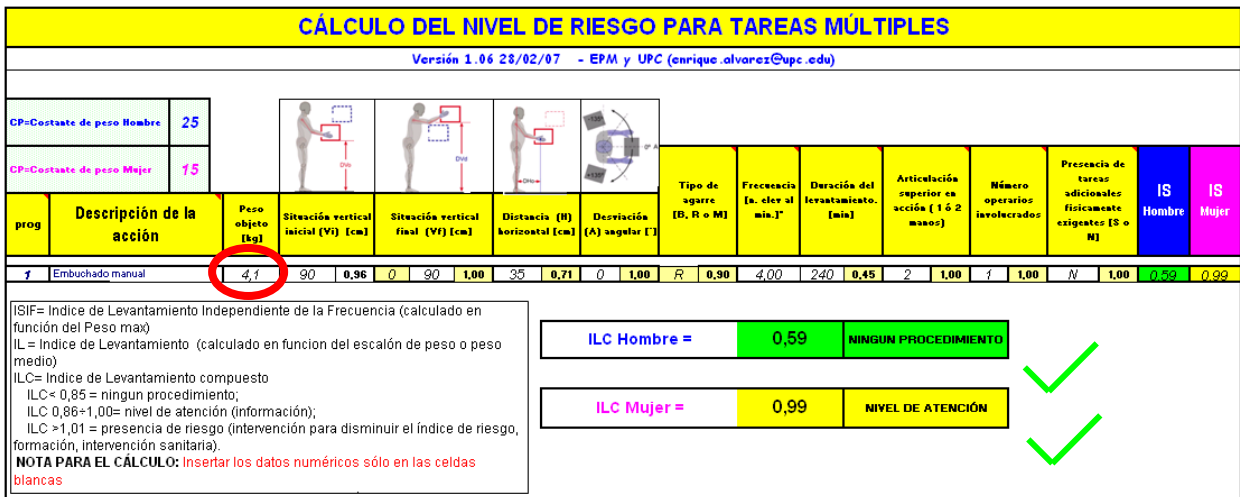 CÁLCULO DEL NIVEL DE RIESGO PARA TAREAS MÚLTIPLES
Versión 1.06 28/02/07 - EPM y UPC (enrique.alvarez@upc.edu)
CP=Costante de peso Hombre 25
CP=Costante de peso Mujer 15
prog
Descripción de la
acción
Peso
objeto
[kg]
Situación vertical
inicial (Vi) [cm]
Situación vertical
final (Vf) [cm]
Distancia (H)
horizontal [cm]
Desviación
(A) angular [°]
Tipo de
agarre
[B, R o M]
Frecuencia
[n. elev al
min.]*
Duración del
levantamiento.
[min]
Articulación
superior en
acción ( 1 ó 2
manos)
Número
operarios
involucrados
Presencia de
tareas
adicionales
fisicamente
exigentes [S o
N]
IS
Hombre
IS
Mujer
1 Embuchado manual 4,1 90 0,96 0 90 1,00 35 0,71 0 1,00 R 0,90 4,00 240 0,45 2 1,00 1 1,00 N 1,00 0,59 0,99
ISIF= Indice de Levantamiento Independiente de la Frecuencia (calculado en
función del Peso max)
IL = Indice de Levantamiento (calculado en funcion del escalón de peso o peso
medio)
ILC= Indice de Levantamiento compuesto
ILC< 0,85 = ningun procedimiento;
ILC 0,86÷1,00= nivel de atención (información);
ILC >1,01 = presencia de riesgo (intervención para disminuir el índice de riesgo,
formación, intervención sanitaria).
NOTA PARA EL CÁLCULO: Insertar los datos numéricos sólo en las celdas
blancas
ILC Hombre = 0,59 NINGUN PROCEDIMIENTO
ILC Mujer = 0,99 NIVEL DE ATENCIÓN